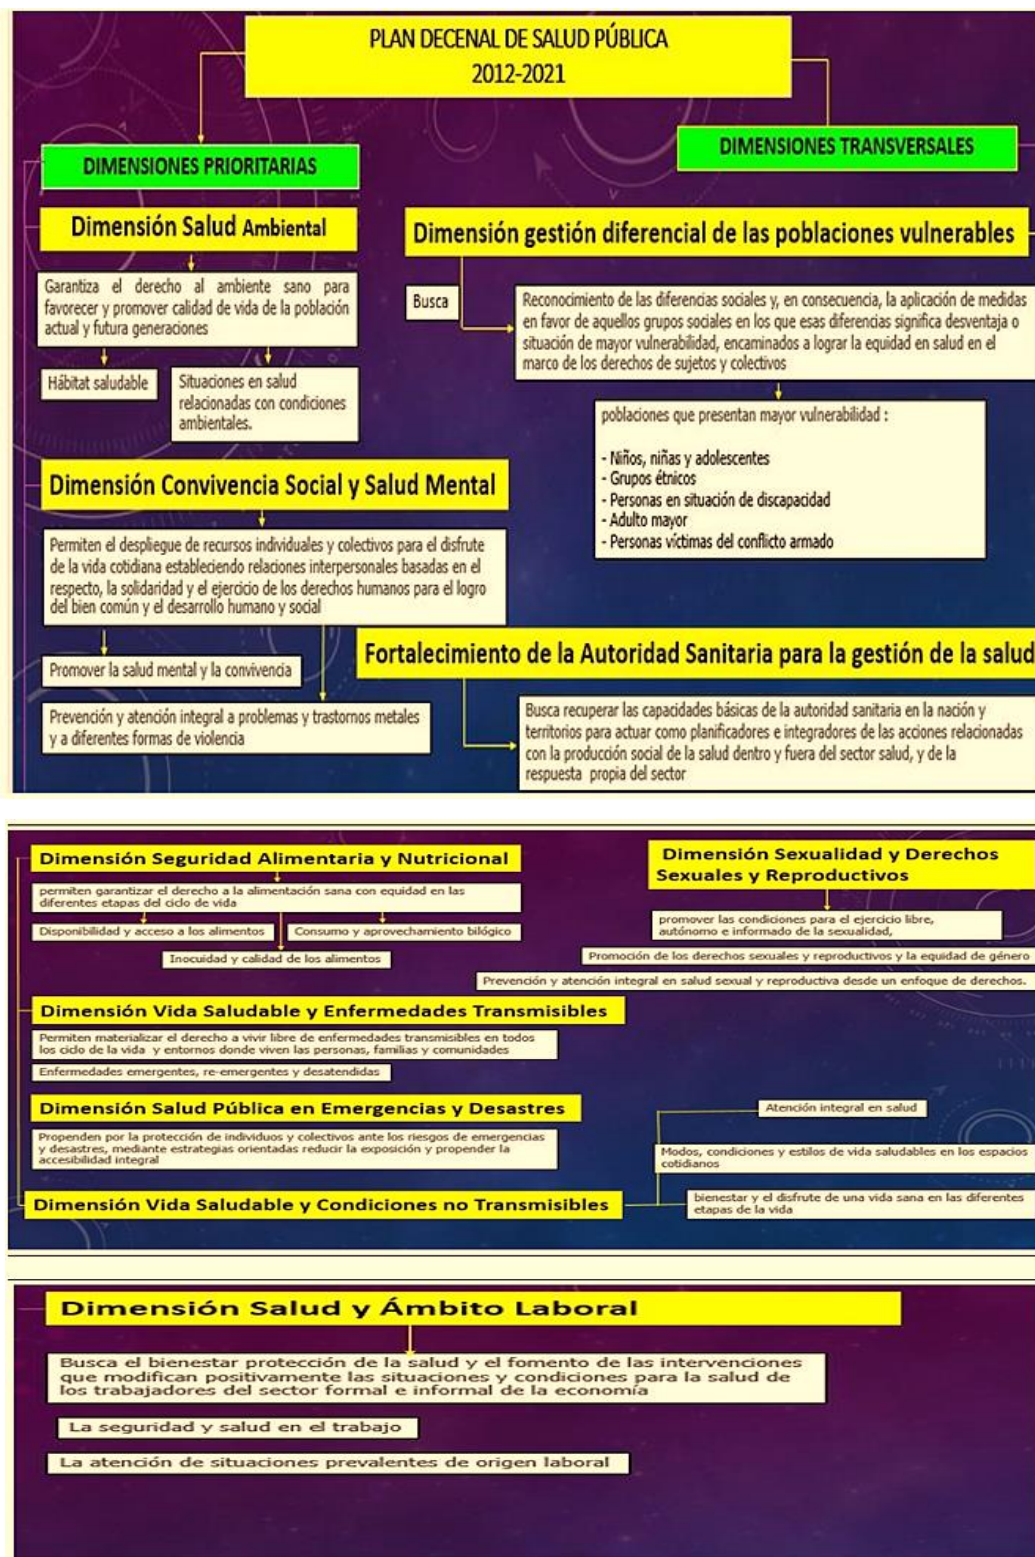 PLAN DECENAL DE SALUD PÚBLICA
2012-2021
DIMENSIONES PRIORITARIAS
DIMENSIONES TRANSVERSALES
Dimensión Salud Ambiental
Garantiza el derecho al ambiente sano para
favorecer y promover calidad de vida de la población
actual y futura generaciones
Hábitat saludable
Situaciones en salud
relacionadas con condiciones
ambientales.
Dimensión gestión diferencial de las poblaciones vulnerables
Busca
Reconocimiento de las diferencias sociales y, en consecuencia, la aplicación de medidas
en favor de aquellos grupos sociales en los que esas diferencias significa desventaja o
situación de mayor vulnerabilidad, encaminados a lograr la equidad en salud en el
marco de los derechos de sujetos y colectivos
poblaciones que presentan mayor vulnerabilidad :
- Niños, niñas y adolescentes
- Grupos étnicos
- Personas en situación de discapacidad
- Adulto mayor
- Personas víctimas del conflicto armado
Dimensión Convivencia Social y Salud Mental
Permiten el despliegue de recursos individuales y colectivos para el disfrute
de la vida cotidiana estableciendo relaciones interpersonales basadas en el
respecto, la solidaridad y el ejercicio de los derechos humanos para el logro
del bien común y el desarrollo humano y social
Promover la salud mental y la convivencia
Prevención y atención integral a problemas y trastornos metales
y a diferentes formas de violencia
Fortalecimiento de la Autoridad Sanitaria para la gestión de la salud
Busca recuperar las capacidades básicas de la autoridad sanitaria en la nación y
territorios para actuar como planificadores e integradores de las acciones relacionadas
con la producción social de la salud dentro y fuera del sector salud, y de la
respuesta propia del sector
Dimensión Seguridad Alimentaria y Nutricional
permiten garantizar el derecho a la alimentación sana con equidad en las
diferentes etapas del ciclo de vida
Disponibilidad y acceso a los alimentos
Consumo y aprovechamiento bilógico
Inocuidad y calidad de los alimentos
Dimensión Sexualidad y Derechos
Sexuales y Reproductivos
promover las condiciones para el ejercicio libre,
autónomo e informado de la sexualidad,
Promoción de los derechos sexuales y reproductivos y la equidad de género
Prevención y atención integral en salud sexual y reproductiva desde un enfoque de derechos.
Dimensión Vida Saludable y Enfermedades Transmisibles
Permiten materializar el derecho a vivir libre de enfermedades transmisibles en todos
los ciclo de la vida y entornos donde viven las personas, familias y comunidades
Enfermedades emergentes, re-emergentes y desatendidas
Dimensión Salud Pública en Emergencias y Desastres
Propenden por la protección de individuos y colectivos ante los riesgos de emergencias
y desastres, mediante estrategias orientadas reducir la exposición y propender la
accesibilidad integral
Dimensión Vida Saludable y Condiciones no Transmisibles
Atención integral en salud
Modos, condiciones y estilos de vida saludables en los espacios
cotidianos
bienestar y el disfrute de una vida sana en las diferentes
etapas de la vida
Dimensión Salud y Ámbito Laboral
Busca el bienestar protección de la salud y el fomento de las intervenciones
que modifican positivamente las situaciones y condiciones para la salud de
los trabajadores del sector formal e informal de la economía
La seguridad y salud en el trabajo
La atención de situaciones prevalentes de origen laboral